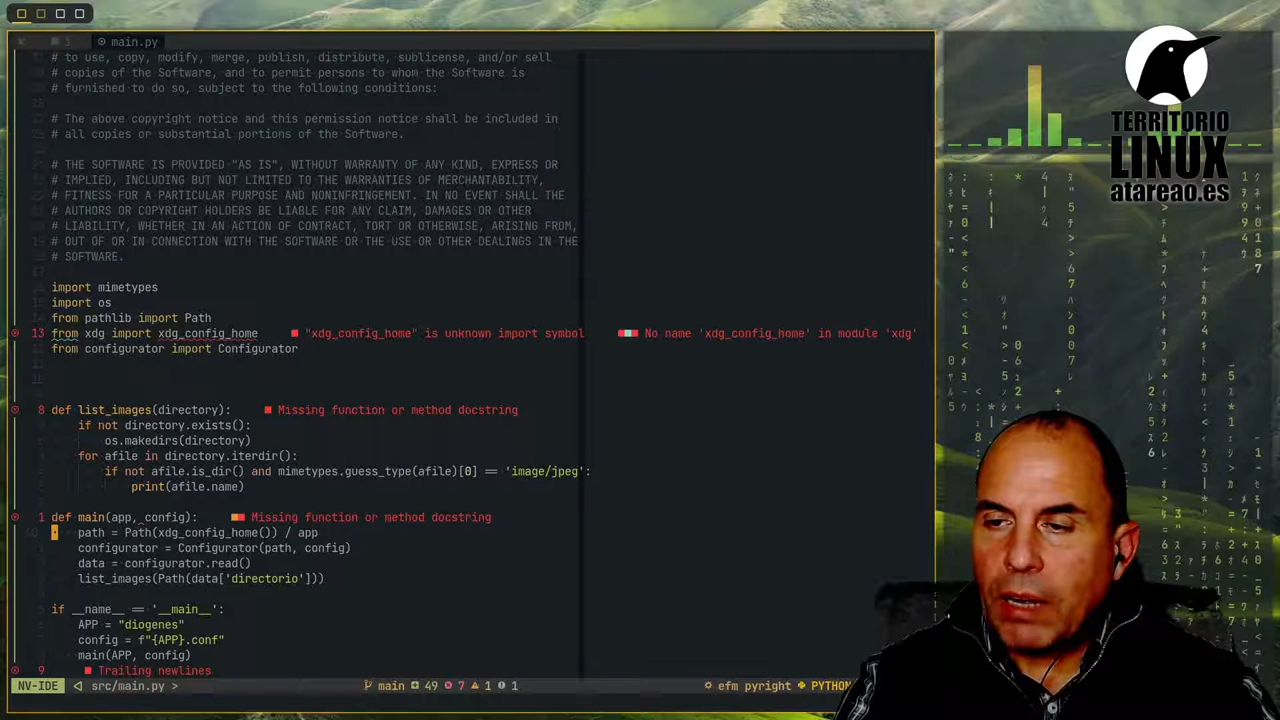 main.py
# to use, copy, modify, merge, publish, distribute, sublicense, and/or sell
# copies of the Software, and to permit persons to whom the Software is
# furnished to do so, subject to the following conditions:
# The above copyright notice and this permission notice shall be included in
# all copies or substantial portions of the Software.
# THE SOFTWARE IS PROVIDED "AS IS", WITHOUT WARRANTY OF ANY KIND, EXPRESS OR
# IMPLIED, INCLUDING BUT NOT LIMITED TO THE WARRANTIES OF MERCHANTABILITY,
# FITNESS FOR A PARTICULAR PURPOSE AND NONINFRINGEMENT. IN NO EVENT SHALL THE
# AUTHORS OR COPYRIGHT HOLDERS BE LIABLE FOR ANY CLAIM, DAMAGES OR OTHER
# LIABILITY, WHETHER IN AN ACTION OF CONTRACT, TORT OR OTHERWISE, ARISING FROM,
# OUT OF OR IN CONNECTION WITH THE SOFTWARE OR THE USE OR OTHER DEALINGS IN THE
# SOFTWARE.
import mimetypes
import os
from pathlib import Path
13 from xdg import xdg_config_home "xdg_config_home" is unknown import symbol No name 'xdg_config_home' in module 'xdg'
from configurator import Configurator
8 def list_images(directory): Missing function or method docstring
if not directory.exists():
os.makedirs(directory)
for afile in directory.iterdir():
if not afile.is_dir() and mimetypes.guess_type(afile)[0] == 'image/jpeg':
print(afile.name)
1 def main(app, config): Missing function or method docstring
path = Path(xdg_config_home()) / app
configurator = Configurator(path, config)
data = configurator.read()
list_images(Path(data['directorio']))
if __name__ == '__main__':
APP = "diogenes"
config = f"{APP}.conf"
main(APP, config)
9 Trailing newlines
NV-IDE src/main.py > main 49 7 1 1 efm pyright PYTHON
TERRITORIO
LINUX
atareao.es